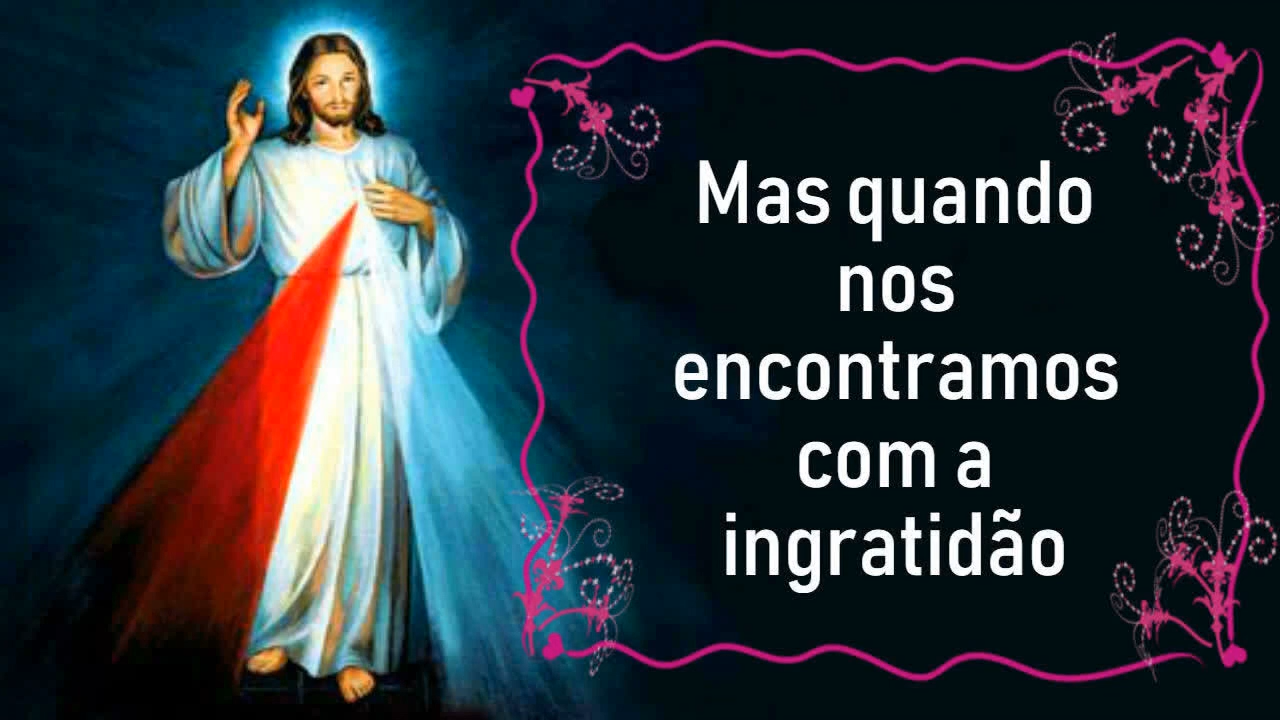 Mas quando
nos
encontramos
com a
ingratidão